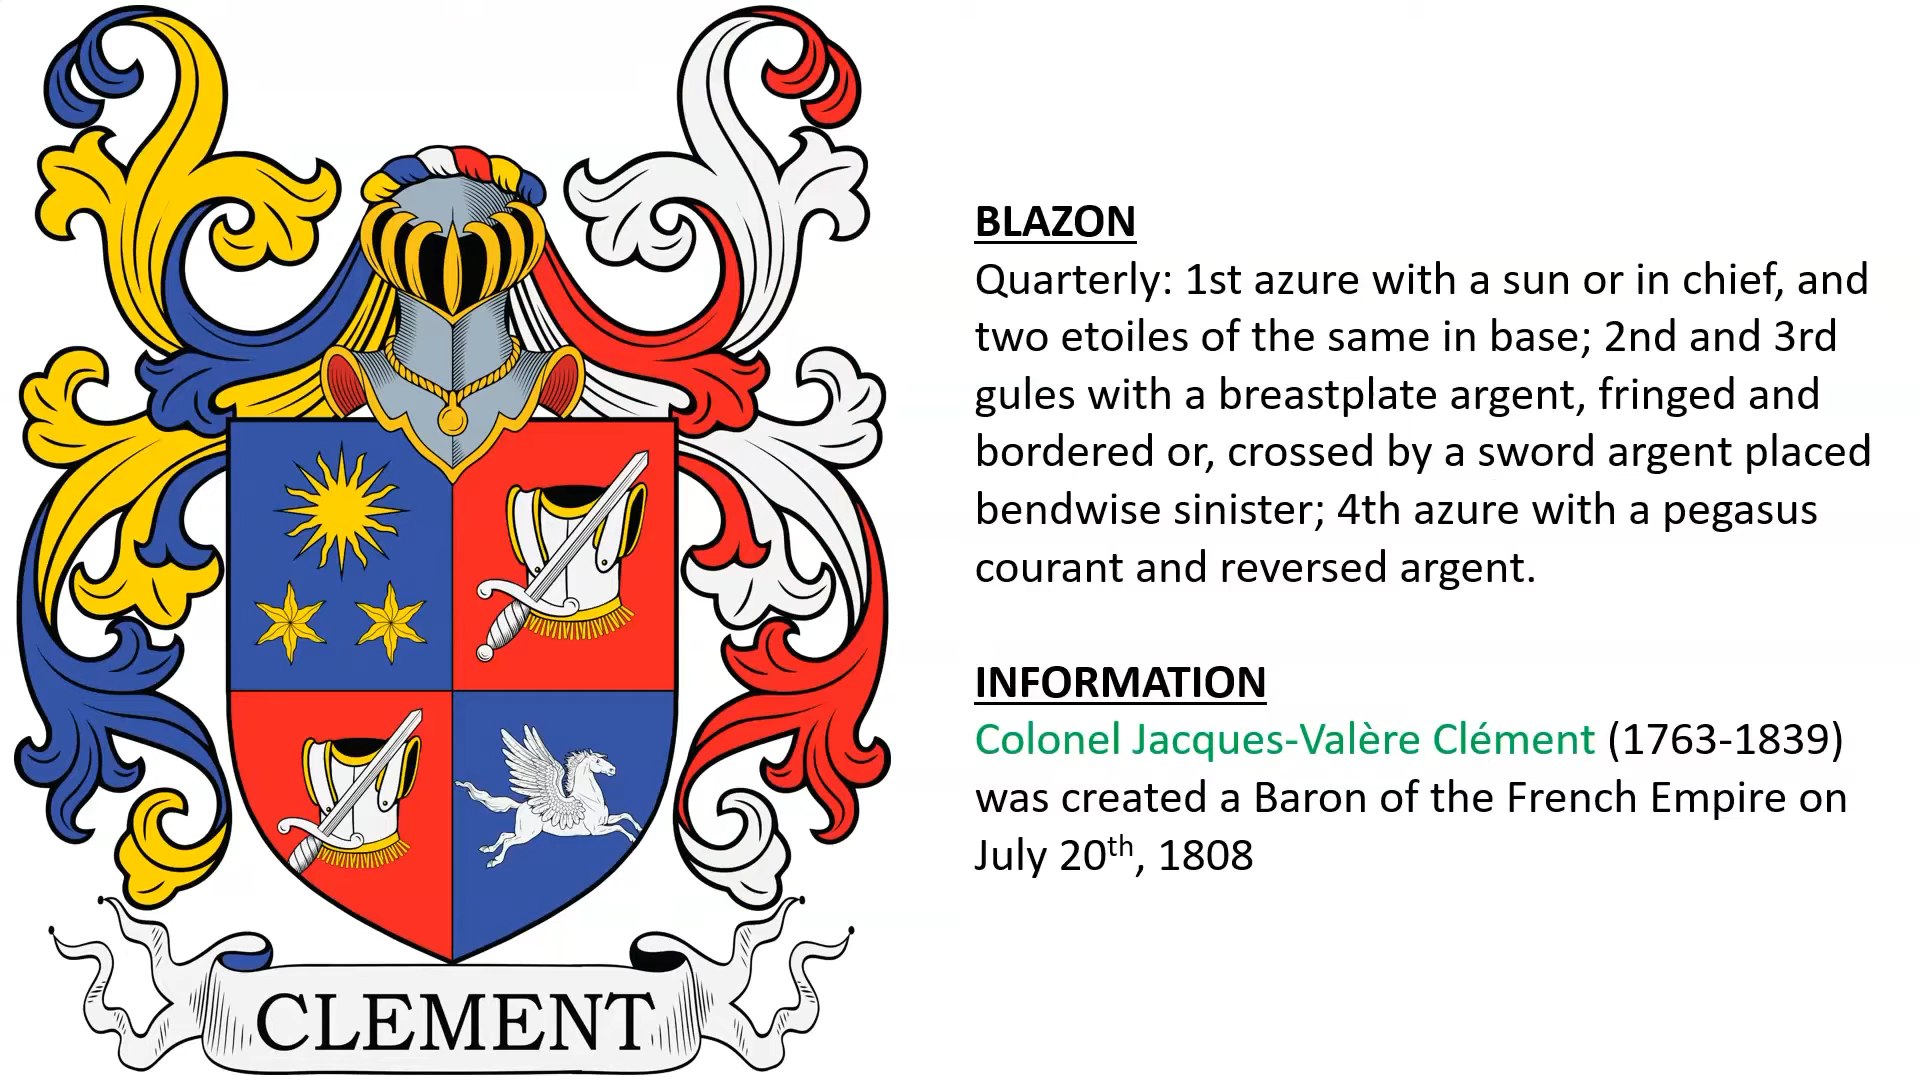 BLAZON
Quarterly: 1st azure with a sun or in chief, and
two etoiles of the same in base; 2nd and 3rd
gules with a breastplate argent, fringed and
bordered or, crossed by a sword argent placed
bendwise sinister; 4th azure with a pegasus
courant and reversed argent.
INFORMATION
Colonel Jacques-Valère Clément (1763-1839)
was created a Baron of the French Empire on
July 20th, 1808
CLEMENT